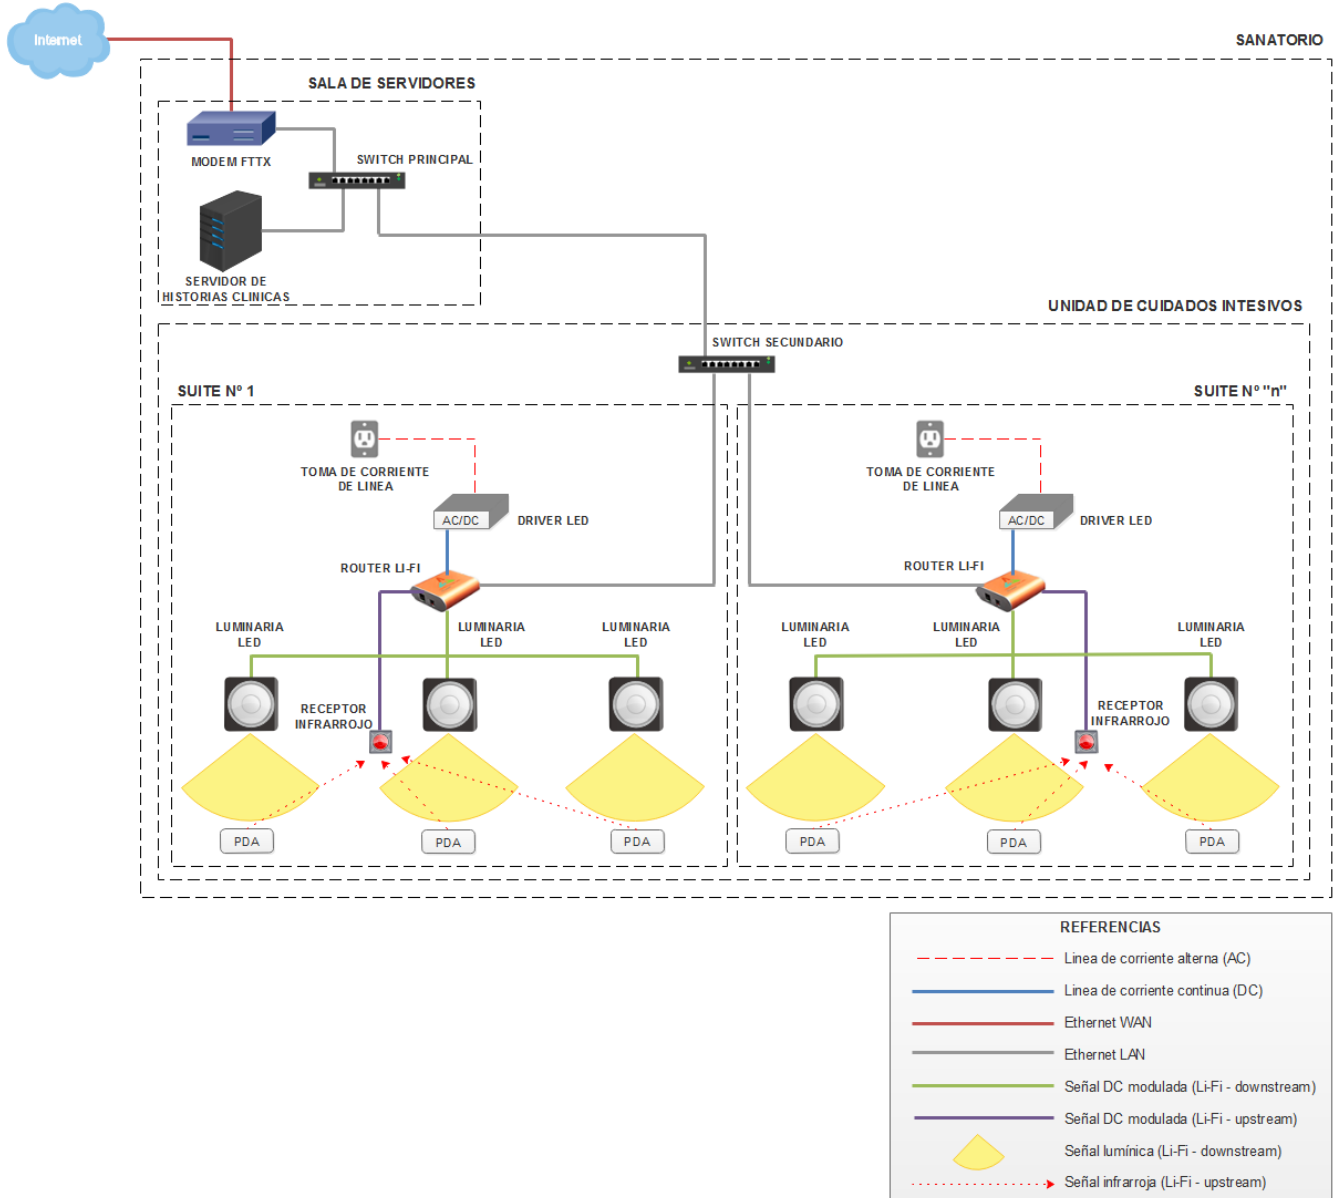 Internet
SANATORIO
SALA DE SERVIDORES
MODEM FTTX
SWITCH PRINCIPAL
SERVIDOR DE
HISTORIAS CLINICAS
UNIDAD DE CUIDADOS INTESIVOS
SWITCH SECUNDARIO
SUITE Nº 1
TOMA DE CORRIENTE
DE LINEA
AC/DC
DRIVER LED
ROUTER LI-FI
LUMINARIA
LED
LUMINARIA
LED
LUMINARIA
LED
RECEPTOR
INFRARROJO
PDA
PDA
PDA
SUITE Nº "n"
TOMA DE CORRIENTE
DE LINEA
AC/DC
DRIVER LED
ROUTER LI-FI
LUMINARIA
LED
LUMINARIA
LED
LUMINARIA
LED
RECEPTOR
INFRARROJO
PDA
PDA
PDA
REFERENCIAS
Linea de corriente alterna (AC)
Linea de corriente continua (DC)
Ethernet WAN
Ethernet LAN
Señal DC modulada (Li-Fi - downstream)
Señal DC modulada (Li-Fi - upstream)
Señal lumínica (Li-Fi - downstream)
Señal infrarroja (Li-Fi - upstream)